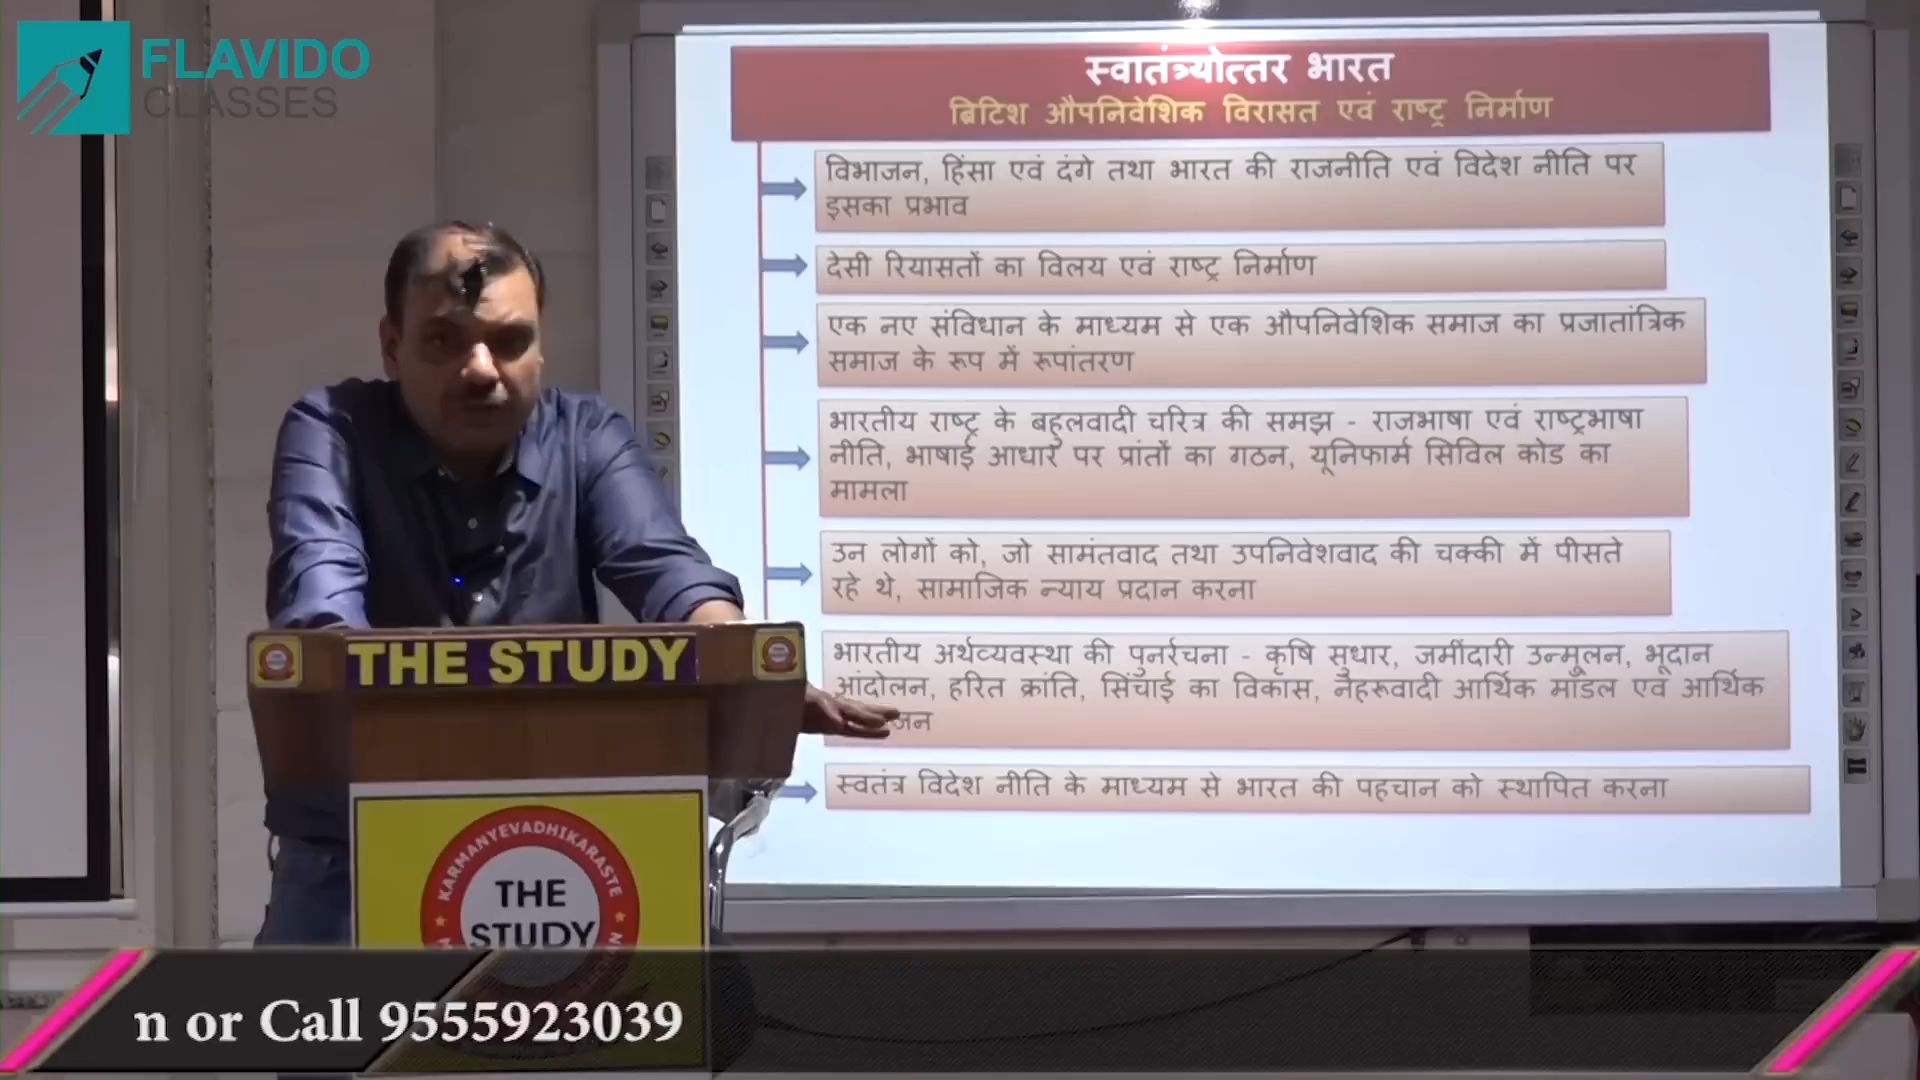 FLAVIDO
CLASSES
स्वातंत्र्योत्तर भारत
ब्रिटिश औपनिवेशिक विरासत एवं राष्ट्र निर्माण
विभाजन, हिंसा एवं दंगे तथा भारत की राजनीति एवं विदेश नीति पर
इसका प्रभाव
देसी रियासतों का विलय एवं राष्ट्र निर्माण
एक नए संविधान के माध्यम से एक औपनिवेशिक समाज का प्रजातांत्रिक
समाज के रूप में रूपांतरण
भारतीय राष्ट्र के बहुलवादी चरित्र की समझ - राजभाषा एवं राष्ट्रभाषा
नीति, भाषाई आधार पर प्रांतों का गठन, यूनिफार्म सिविल कोड का
मामला
उन लोगों को, जो सामंतवाद तथा उपनिवेशवाद की चक्की में पीसते
रहे थे, सामाजिक न्याय प्रदान करना
भारतीय अर्थव्यवस्था की पुनर्रचना - कृषि सुधार, जमींदारी उन्मूलन, भूदान
आंदोलन, हरित क्रांति, सिंचाई का विकास, नेहरूवादी आर्थिक मॉडल एवं आर्थिक
जन
स्वतंत्र विदेश नीति के माध्यम से भारत की पहचान को स्थापित करना
THE STUDY
KARMANYEVADHIKARASTE
THE
STUDY
n or Call 9555923039